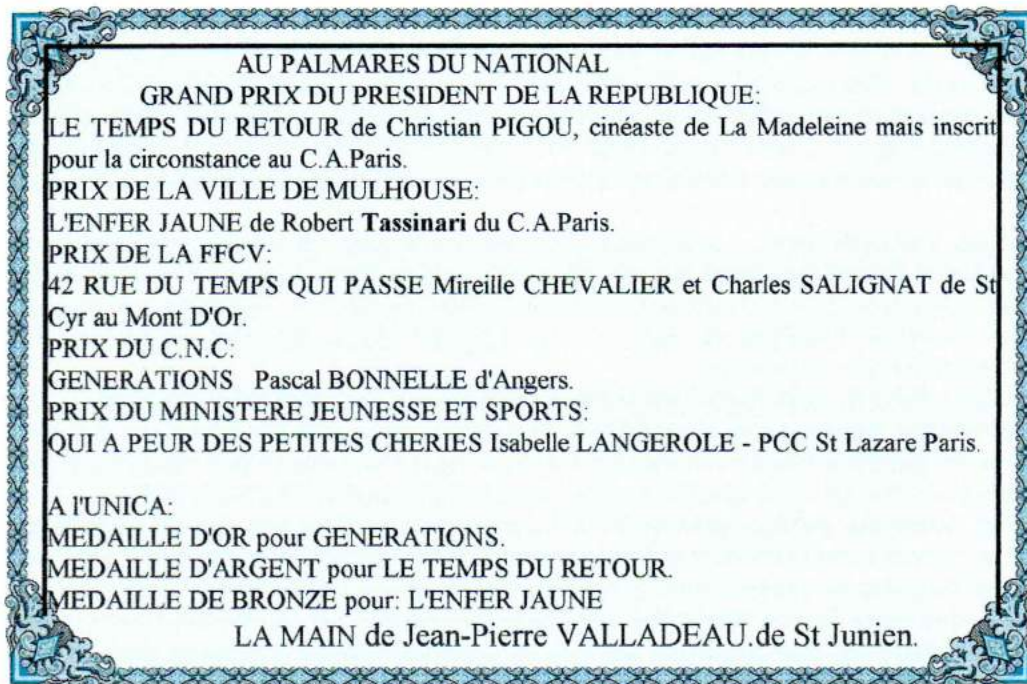 AU PALMARES DU NATIONAL
GRAND PRIX DU PRESIDENT DE LA REPUBLIQUE:
LE TEMPS DU RETOUR de Christian PIGOU, cinéaste de La Madeleine mais inscrit
pour la circonstance au C.A.Paris.
PRIX DE LA VILLE DE MULHOUSE:
L'ENFER JAUNE de Robert Tassinari du C.A.Paris.
PRIX DE LA FFCV:
42 RUE DU TEMPS QUI PASSE Mireille CHEVALIER et Charles SALIGNAT de St
Cyr au Mont D'Or.
PRIX DU C.N.C:
GENERATIONS Pascal BONNELLE d'Angers.
PRIX DU MINISTERE JEUNESSE ET SPORTS:
QUI A PEUR DES PETITES CHERIES Isabelle LANGEROLE - PCC St Lazare Paris.
A l'UNICA:
MEDAILLE D'OR pour GENERATIONS.
MEDAILLE D'ARGENT pour LE TEMPS DU RETOUR.
MEDAILLE DE BRONZE pour: L'ENFER JAUNE
LA MAIN de Jean-Pierre VALLADEAU.de St Junien.